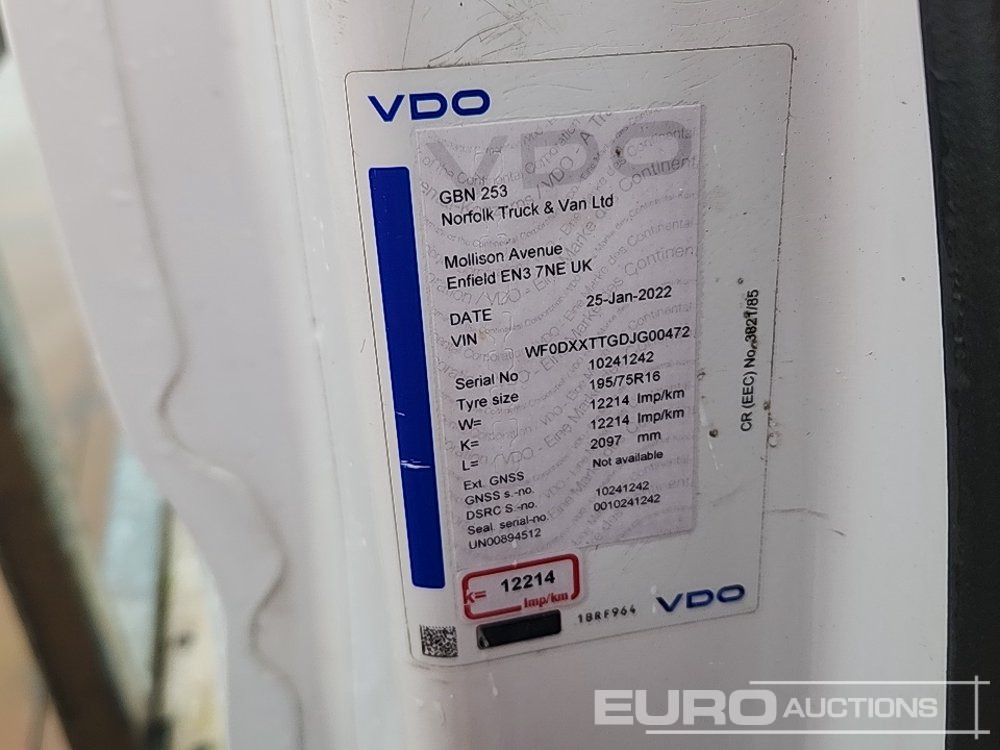 VDO
GBN 253
Norfolk Truck & Van Ltd
Mollison Avenue
Enfield EN3 7NE UK
DATE 25-Jan-2022
VIN WF0DXXTTGDJG00472
Serial No 10241242
Tyre size 195/75R16
W= 12214 Imp/km
K= 12214 Imp/km
L= 2097 mm
Ext. GNSS Not available
GNSS s.-no.
DSRC S.-no. 10241242
Seal. serial-no. 0010241242
UN00894512
CR (EEC) No. 3821/85
k= 12214
Imp/km
1BRF964
VDO
EURO AUCTIONS